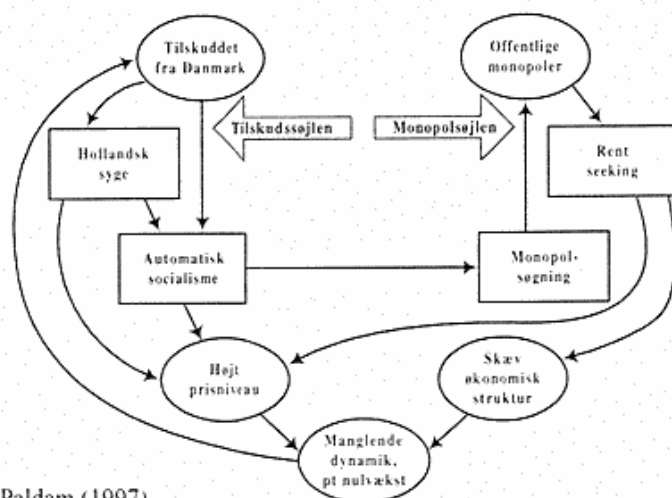 Tilskuddet
fra Danmark
Offentlige
monopoler
Tilskudssøjlen
Monopolsøjlen
Hollandsk
syge
Rent
seeking
Automatisk
socialisme
Monopol-
søgning
Højt
prisniveau
Skæv
økonomisk
struktur
Manglende
dynamik,
pt nulvækst
Paldam (1997)